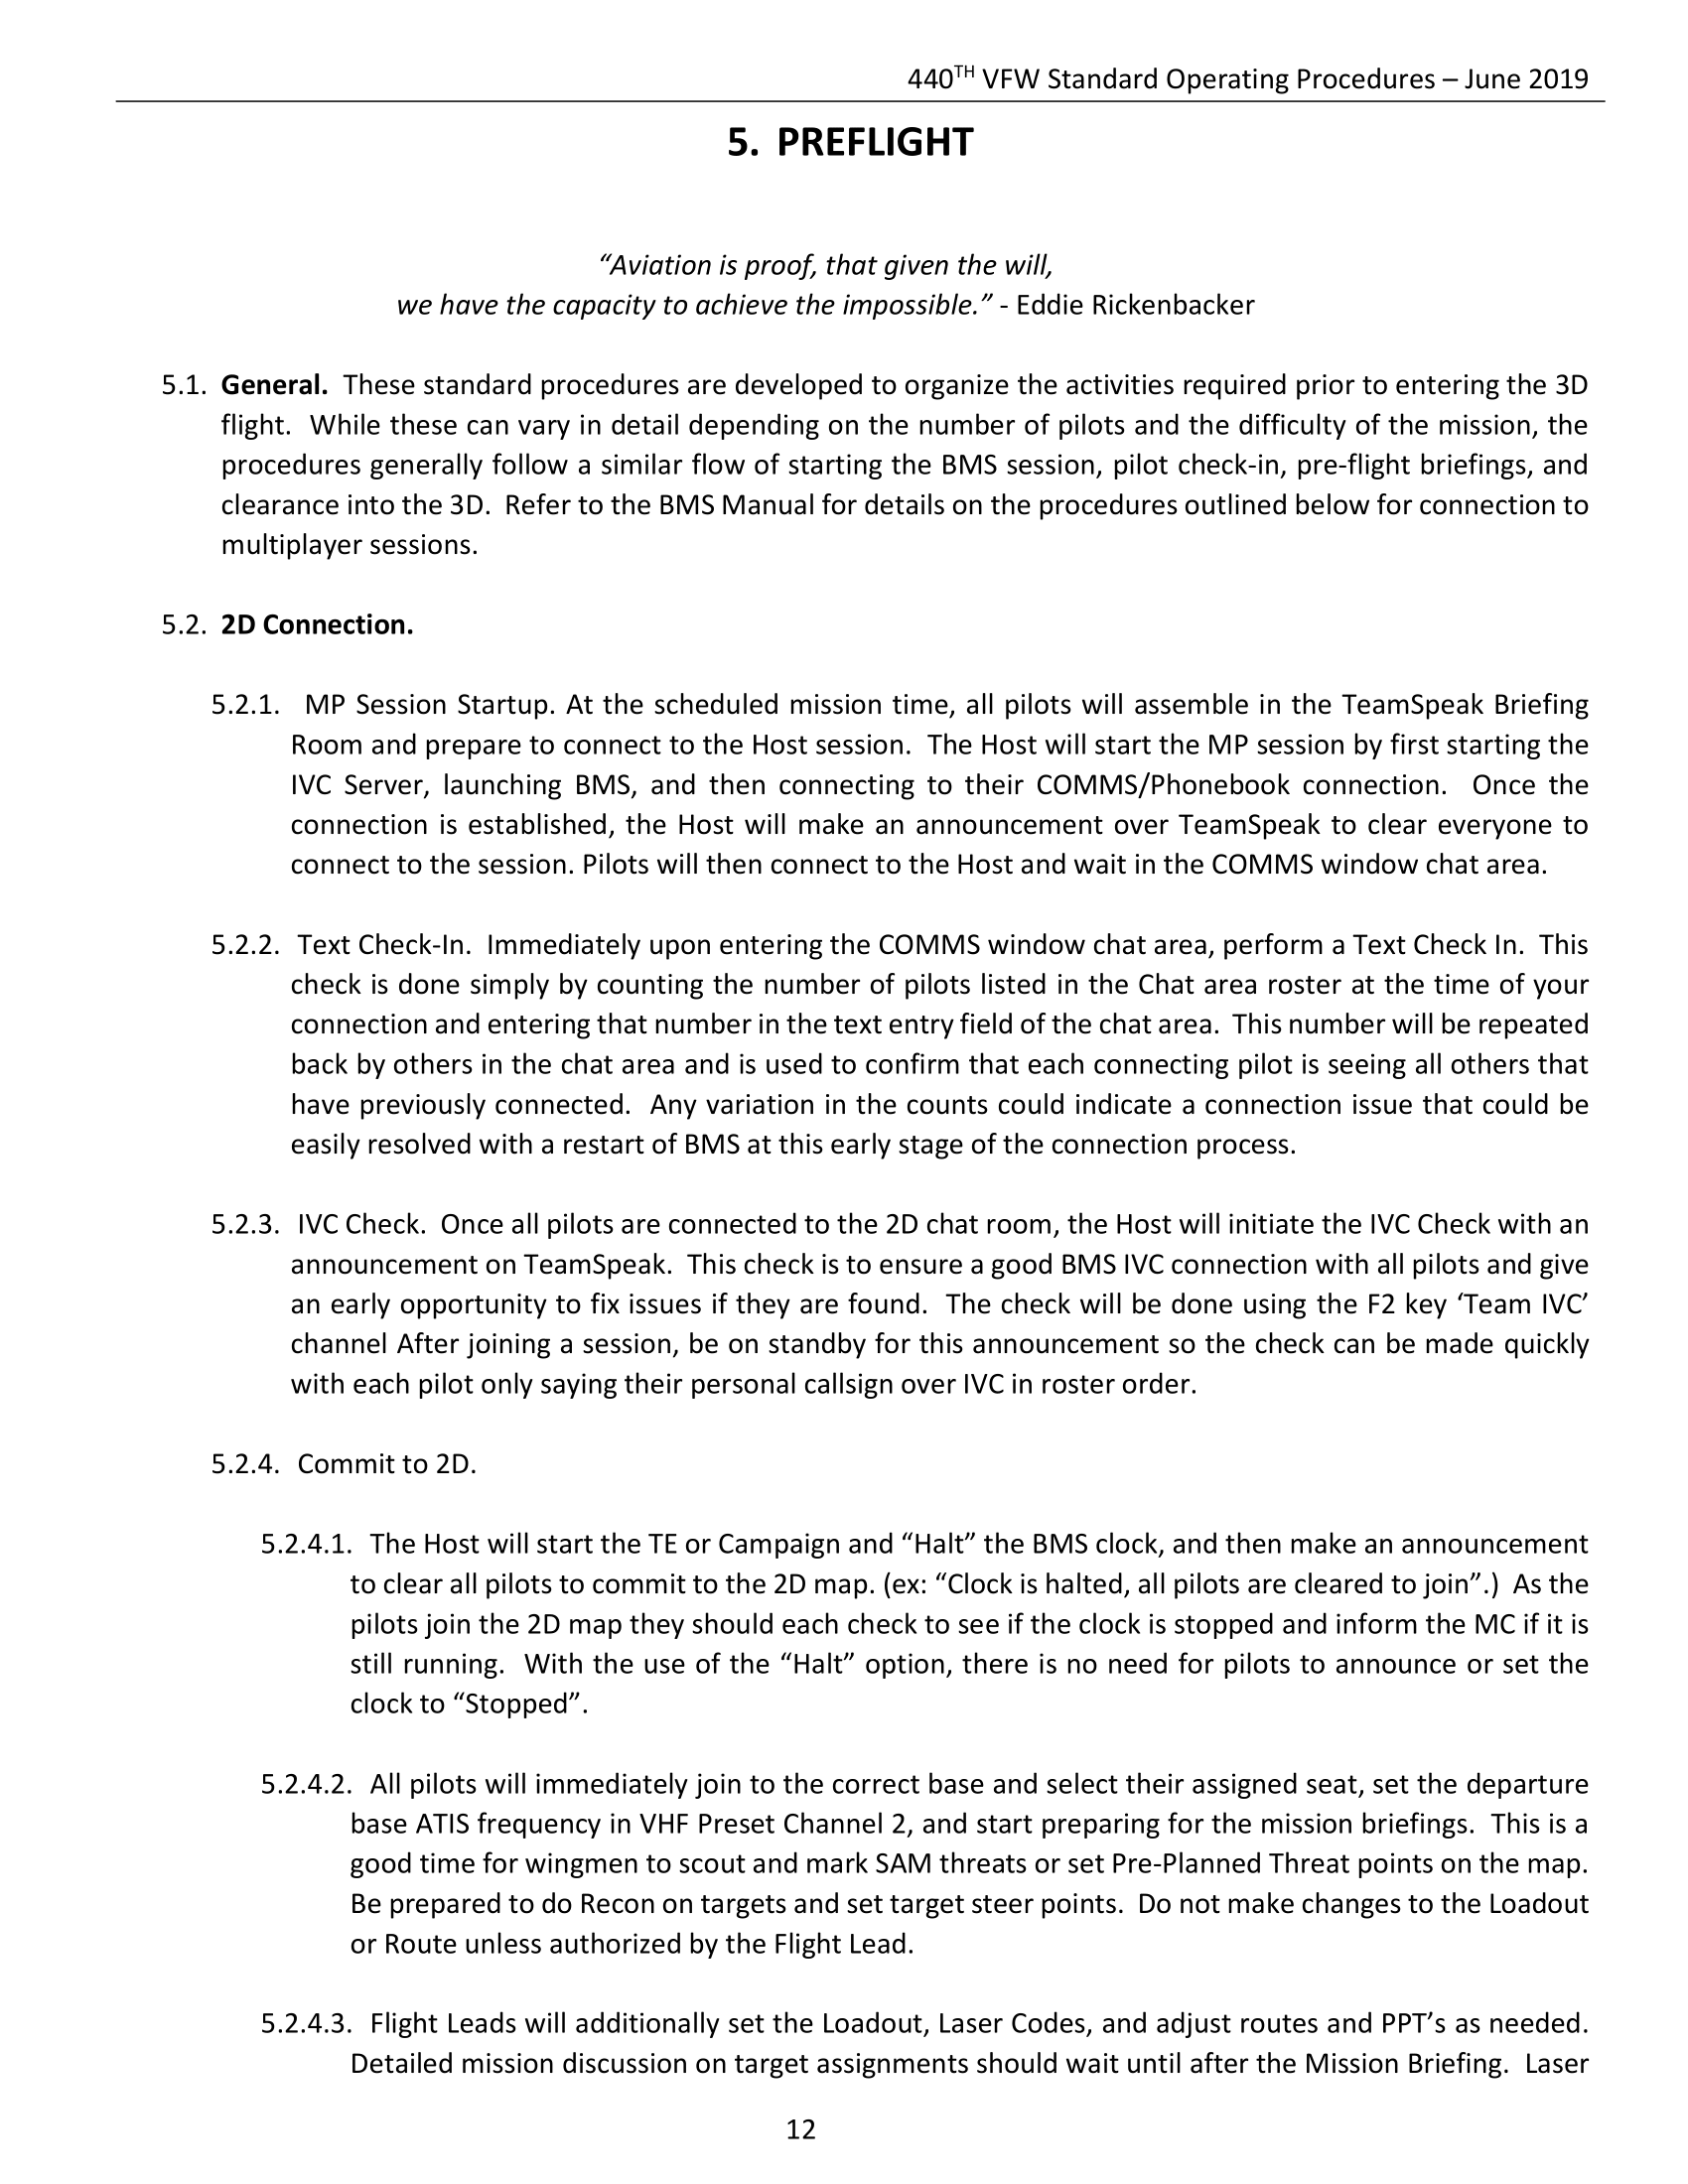 440TH VFW Standard Operating Procedures – June 2019
5. PREFLIGHT
“Aviation is proof, that given the will,
we have the capacity to achieve the impossible.” - Eddie Rickenbacker
5.1. General. These standard procedures are developed to organize the activities required prior to entering the 3D
flight. While these can vary in detail depending on the number of pilots and the difficulty of the mission, the
procedures generally follow a similar flow of starting the BMS session, pilot check-in, pre-flight briefings, and
clearance into the 3D. Refer to the BMS Manual for details on the procedures outlined below for connection to
multiplayer sessions.
5.2. 2D Connection.
5.2.1. MP Session Startup. At the scheduled mission time, all pilots will assemble in the TeamSpeak Briefing
Room and prepare to connect to the Host session. The Host will start the MP session by first starting the
IVC Server, launching BMS, and then connecting to their COMMS/Phonebook connection. Once the
connection is established, the Host will make an announcement over TeamSpeak to clear everyone to
connect to the session. Pilots will then connect to the Host and wait in the COMMS window chat area.
5.2.2. Text Check-In. Immediately upon entering the COMMS window chat area, perform a Text Check In. This
check is done simply by counting the number of pilots listed in the Chat area roster at the time of your
connection and entering that number in the text entry field of the chat area. This number will be repeated
back by others in the chat area and is used to confirm that each connecting pilot is seeing all others that
have previously connected. Any variation in the counts could indicate a connection issue that could be
easily resolved with a restart of BMS at this early stage of the connection process.
5.2.3. IVC Check. Once all pilots are connected to the 2D chat room, the Host will initiate the IVC Check with an
announcement on TeamSpeak. This check is to ensure a good BMS IVC connection with all pilots and give
an early opportunity to fix issues if they are found. The check will be done using the F2 key ‘Team IVC’
channel After joining a session, be on standby for this announcement so the check can be made quickly
with each pilot only saying their personal callsign over IVC in roster order.
5.2.4. Commit to 2D.
5.2.4.1. The Host will start the TE or Campaign and “Halt” the BMS clock, and then make an announcement
to clear all pilots to commit to the 2D map. (ex: “Clock is halted, all pilots are cleared to join”.) As the
pilots join the 2D map they should each check to see if the clock is stopped and inform the MC if it is
still running. With the use of the “Halt” option, there is no need for pilots to announce or set the
clock to “Stopped”.
5.2.4.2. All pilots will immediately join to the correct base and select their assigned seat, set the departure
base ATIS frequency in VHF Preset Channel 2, and start preparing for the mission briefings. This is a
good time for wingmen to scout and mark SAM threats or set Pre-Planned Threat points on the map.
Be prepared to do Recon on targets and set target steer points. Do not make changes to the Loadout
or Route unless authorized by the Flight Lead.
5.2.4.3. Flight Leads will additionally set the Loadout, Laser Codes, and adjust routes and PPT’s as needed.
Detailed mission discussion on target assignments should wait until after the Mission Briefing. Laser
12